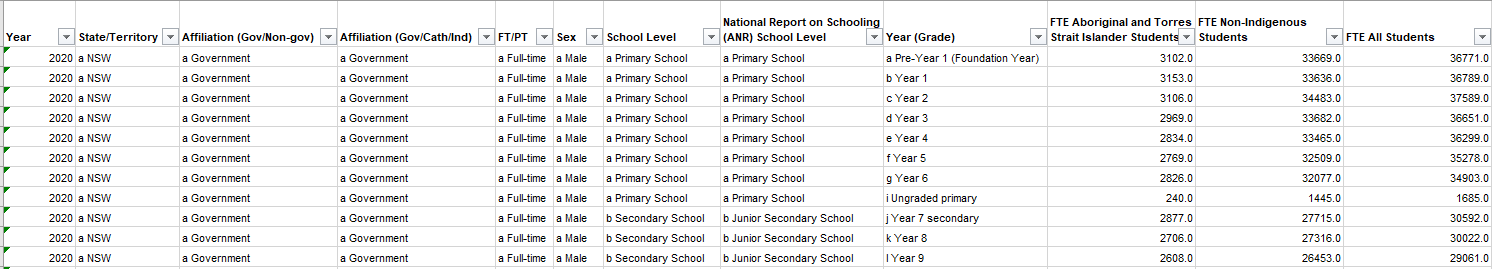 National Report on Schooling FTE Aboriginal and Torres FTE Non-Indigenous
Year State/Territory Affiliation (Gov/Non-gov) Affiliation (Gov/Cath/Ind) FT/PT Sex School Level (ANR) School Level Year (Grade) Strait Islander Students Students FTE All Students
2020 a NSW a Government a Government a Full-time a Male a Primary School a Primary School a Pre-Year 1 (Foundation Year) 3102.0 33669.0 36771.0
2020 a NSW a Government a Government a Full-time a Male a Primary School a Primary School b Year 1 3153.0 33636.0 36789.0
2020 a NSW a Government a Government a Full-time a Male a Primary School a Primary School c Year 2 3106.0 34483.0 37589.0
2020 a NSW a Government a Government a Full-time a Male a Primary School a Primary School d Year 3 2969.0 33682.0 36651.0
2020 a NSW a Government a Government a Full-time a Male a Primary School a Primary School e Year 4 2834.0 33465.0 36299.0
2020 a NSW a Government a Government a Full-time a Male a Primary School a Primary School f Year 5 2769.0 32509.0 35278.0
2020 a NSW a Government a Government a Full-time a Male a Primary School a Primary School g Year 6 2826.0 32077.0 34903.0
2020 a NSW a Government a Government a Full-time a Male a Primary School a Primary School i Ungraded primary 240.0 1445.0 1685.0
2020 a NSW a Government a Government a Full-time a Male b Secondary School b Junior Secondary School j Year 7 secondary 2877.0 27715.0 30592.0
2020 a NSW a Government a Government a Full-time a Male b Secondary School b Junior Secondary School k Year 8 2706.0 27316.0 30022.0
2020 a NSW a Government a Government a Full-time a Male b Secondary School b Junior Secondary School l Year 9 2608.0 26453.0 29061.0